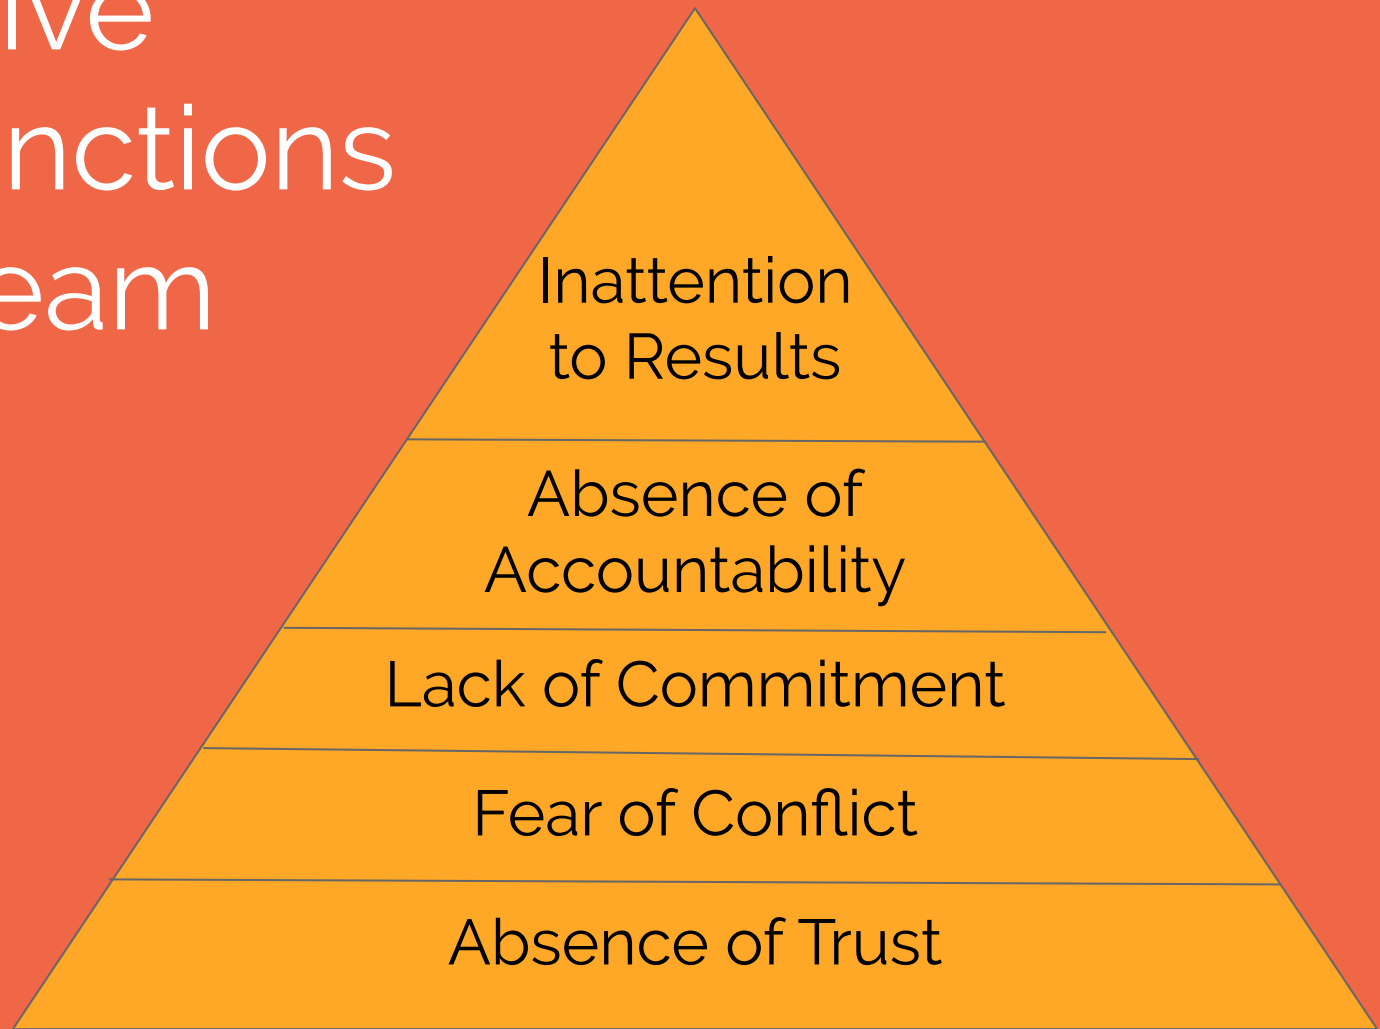 ive
nctions
eam
Inattention
to Results
Absence of
Accountability
Lack of Commitment
Fear of Conflict
Absence of Trust